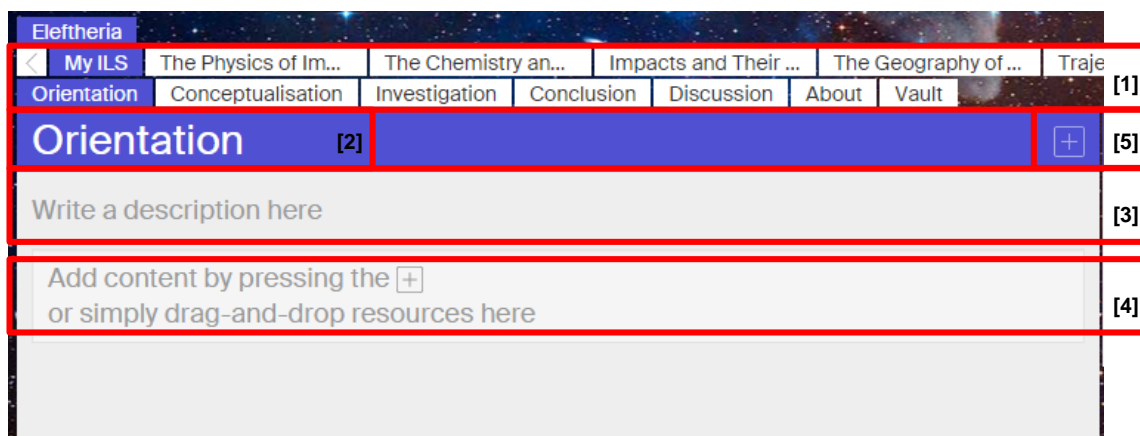 Eleftheria
My ILS The Physics of Im... The Chemistry an... Impacts and Their ... The Geography of ... Traje
[1]
Orientation Conceptualisation Investigation Conclusion Discussion About Vault
Orientation [2] [5]
Write a description here [3]
Add content by pressing the +
or simply drag-and-drop resources here [4]